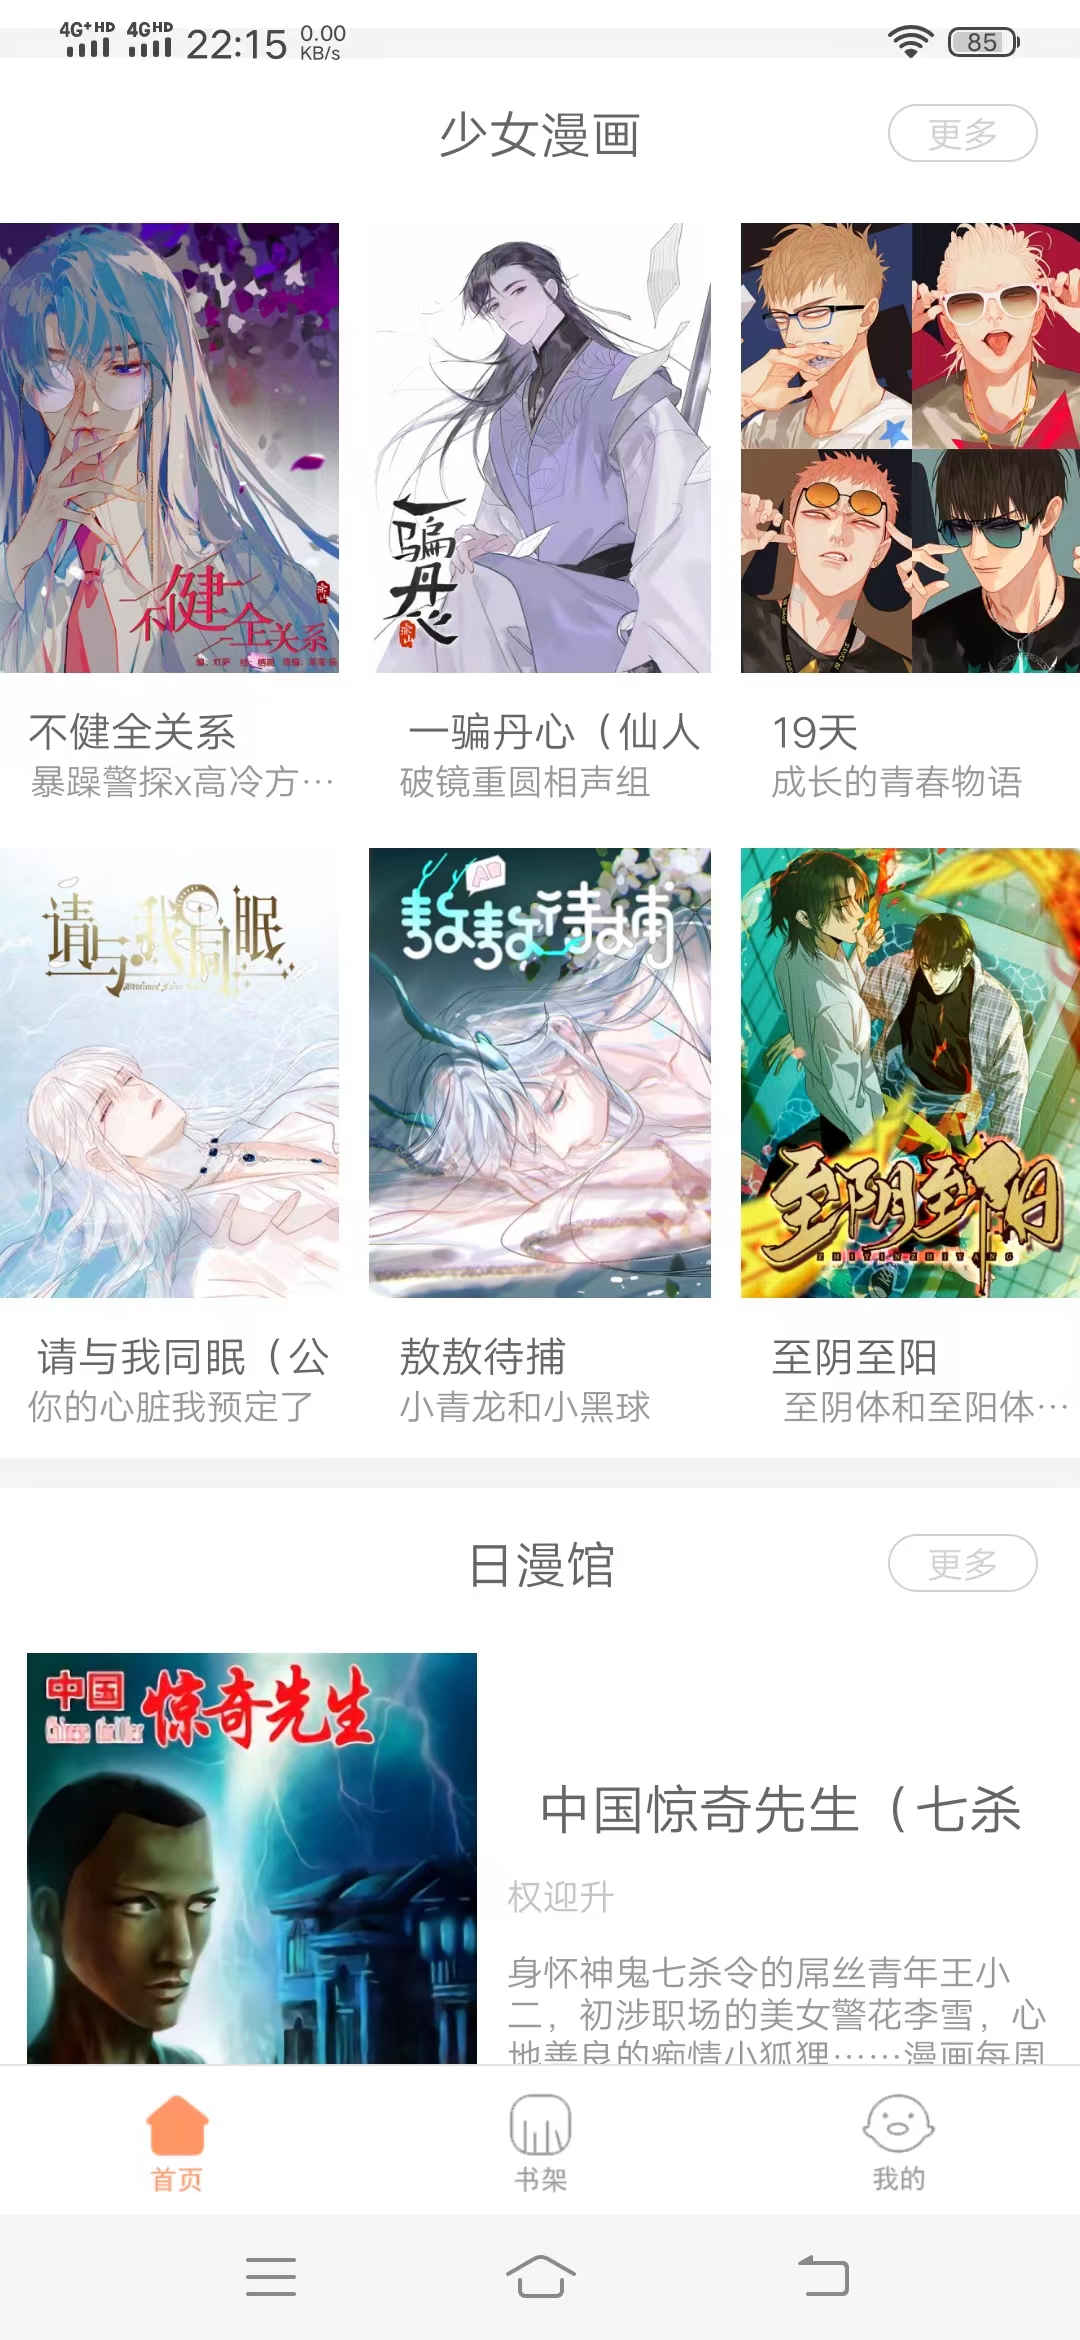 4G+HD 4GHD 22:15 0.00 KB/s 85
少女漫画
更多
不健全关系
一骗丹心
不健全关系
一骗丹心（仙人
19天
暴躁警探x高冷方…
破镜重圆相声组
成长的青春物语
请与我同眠
敖敖待捕
至阴至阳
ZHIYINZHIYANG
请与我同眠（公
敖敖待捕
至阴至阳
你的心脏我预定了
小青龙和小黑球
至阴体和至阳体…
日漫馆
更多
中国惊奇先生
Chinese thriller
中国惊奇先生（七杀
权迎升
身怀神鬼七杀令的屌丝青年王小
二，初涉职场的美女警花李雪，心
地善良的痴情小狐狸……漫画每周
首页
书架
我的